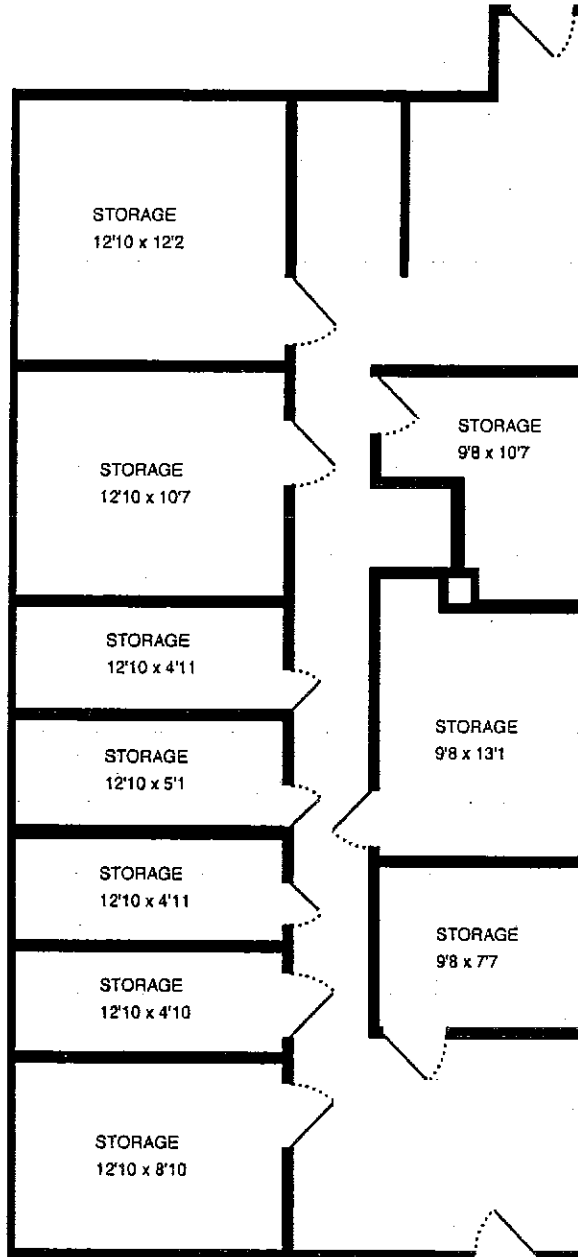 STORAGE
12'10 x 12'2
STORAGE
9'8 x 10'7
STORAGE
12'10 x 10'7
STORAGE
12'10 x 4'11
STORAGE
9'8 x 13'1
STORAGE
12'10 x 5'1
STORAGE
12'10 x 4'11
STORAGE
9'8 x 7'7
STORAGE
12'10 x 4'10
STORAGE
12'10 x 8'10